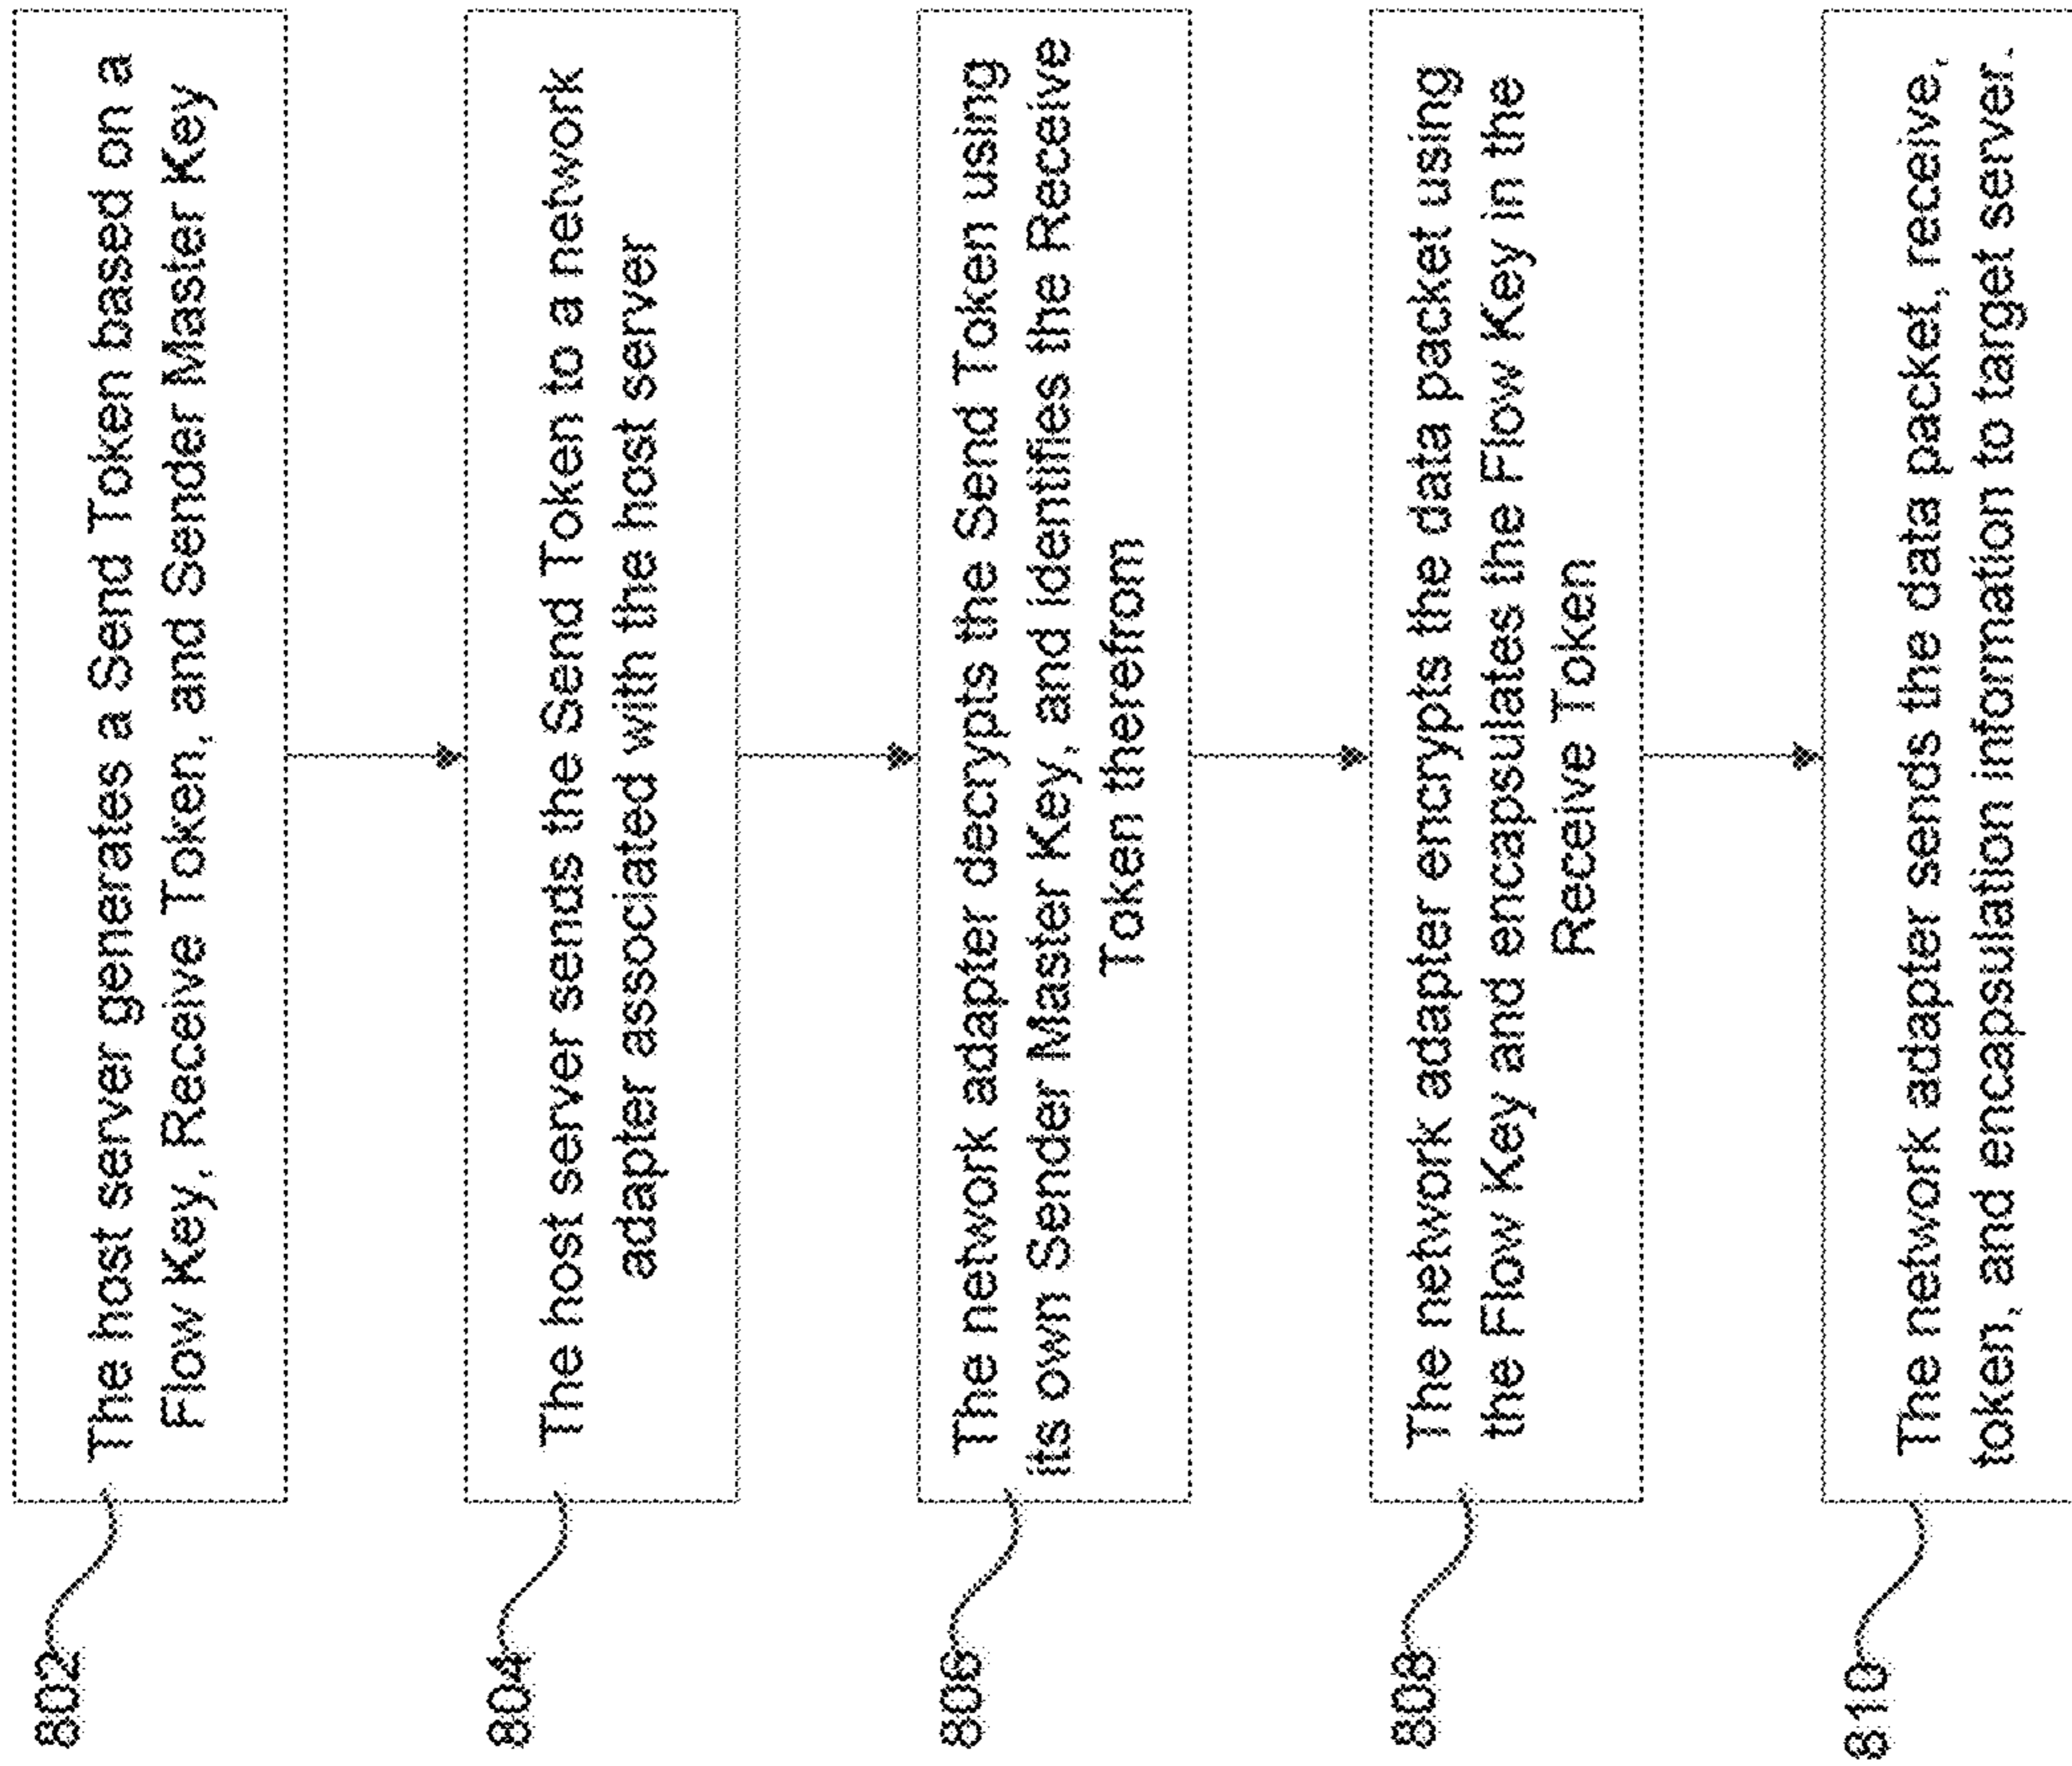 802
The host server generates a Send Token based on a
Flow Key, Receive Token, and Sender Master Key
804
The host server sends the Send Token to a network
adapter associated with the host server
806
The network adapter decrypts the Send Token using
its own Sender Master Key, and identifies the Receive
Token therefrom
808
The network adapter encrypts the data packet using
the Flow Key and encapsulates the Flow Key in the
Receive Token
810
The network adapter sends the data packet, receive,
token, and encapsulation information to target server.